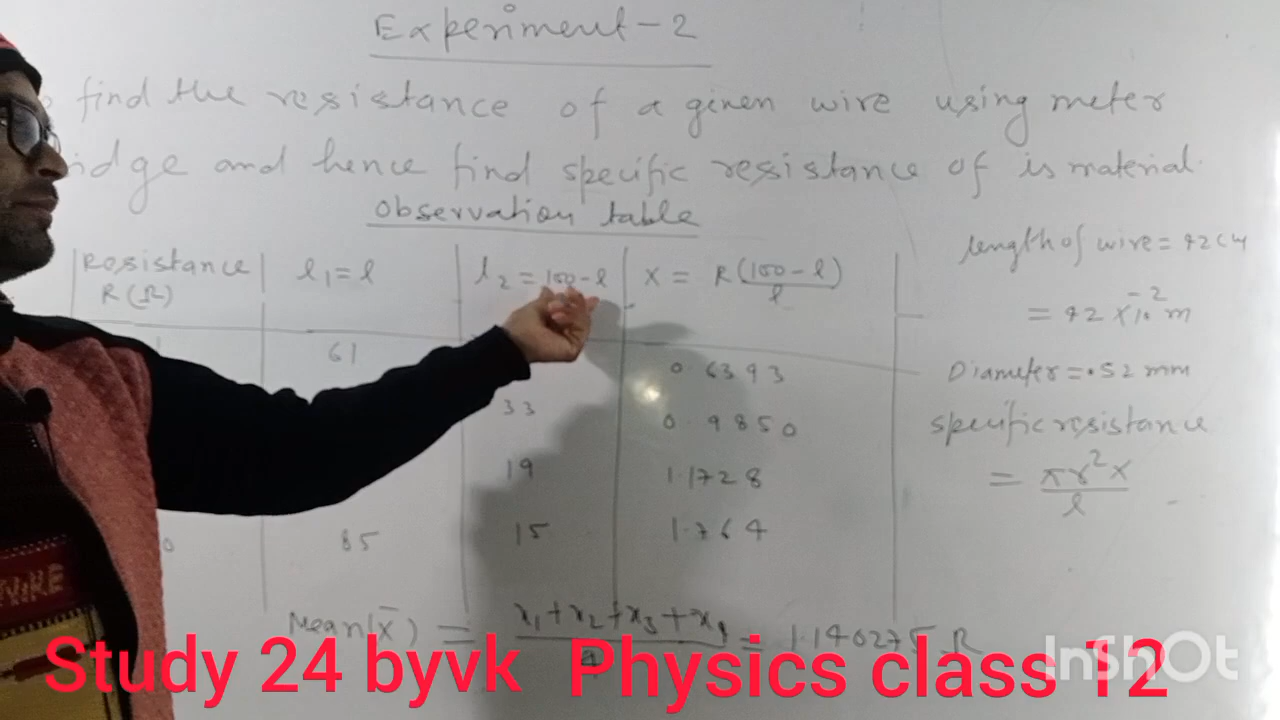 Experiment-2
find the resistance of a given wire using meter
idge and hence find specific resistance of is material.
Observation table
length of wire = 42 CM
= 42 × 10⁻² m
Diameter = .52 mm
specific resistance
= πr²x / l
Resistance R(Ω) l₁ = l l₂ = 100 - l X = R(100 - l) / l
61 0.6393
33 0.9850
19 1.1728
0 85 15 1.764
Mean(x̄) = x₁+x₂+x₃+x₄ / 4 = 1.140275 Ω
Study 24 byvk Physics class 12
InShOt